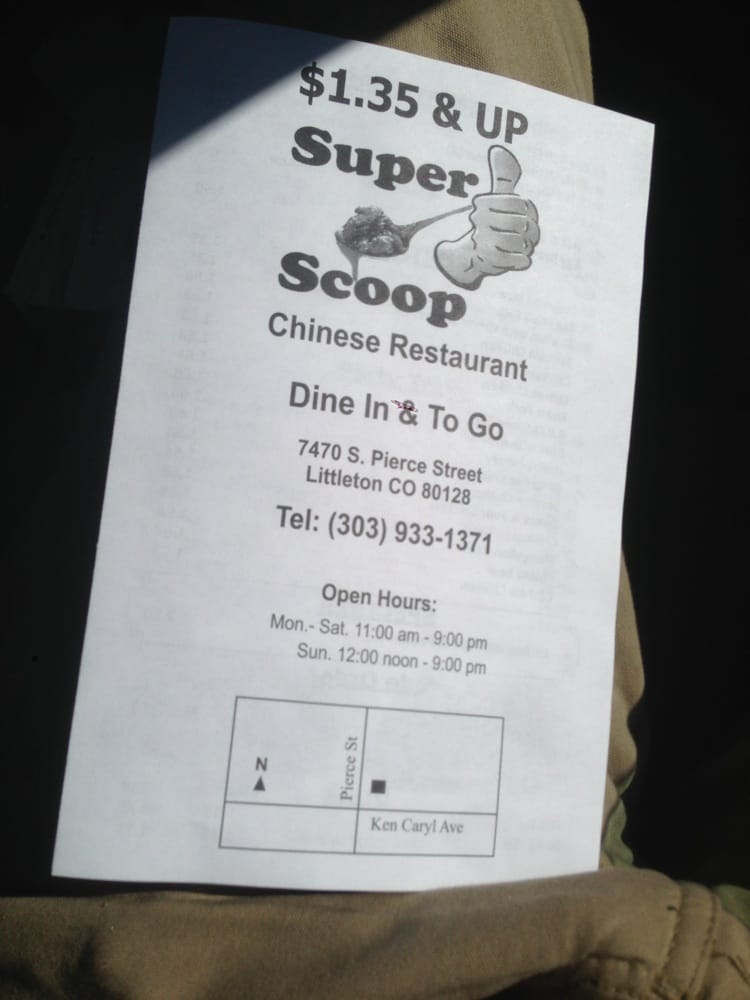 $1.35 & UP
Super
Scoop
Chinese Restaurant
Dine In & To Go
7470 S. Pierce Street
Littleton CO 80128
Tel: (303) 933-1371
Open Hours:
Mon.- Sat. 11:00 am - 9:00 pm
Sun. 12:00 noon - 9:00 pm
N
Pierce St
Ken Caryl Ave